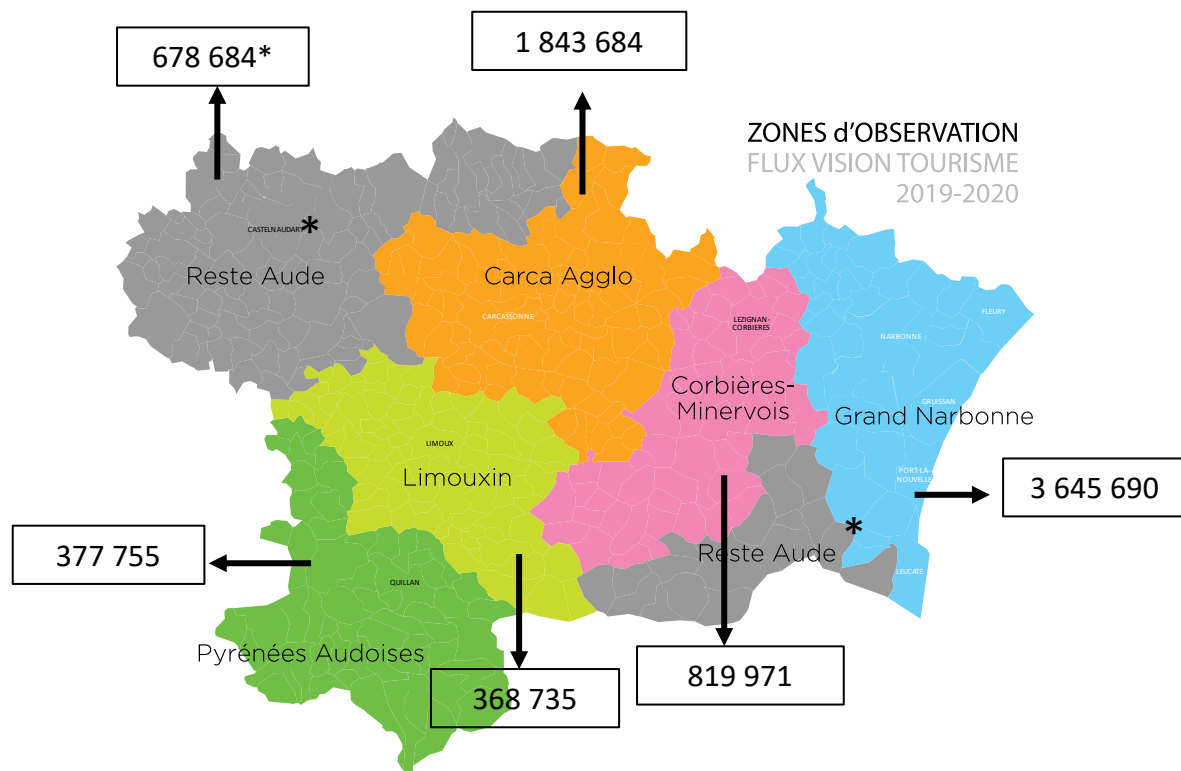 678 684*
1 843 684
ZONES d'OBSERVATION
FLUX VISION TOURISME
2019-2020
CASTELNAUDARY*
Reste Aude
Carca Agglo
CARCASSONNE
LEZIGNAN-
CORBIERES
FLEURY
NARBONNE
Corbières-
Minervois
GRUISSAN
Grand Narbonne
LIMOUX
Limouxin
PORT-LA-
NOUVELLE
3 645 690
*
Reste Aude
377 755
QUILLAN
LEUCATE
Pyrénées Audoises
368 735
819 971